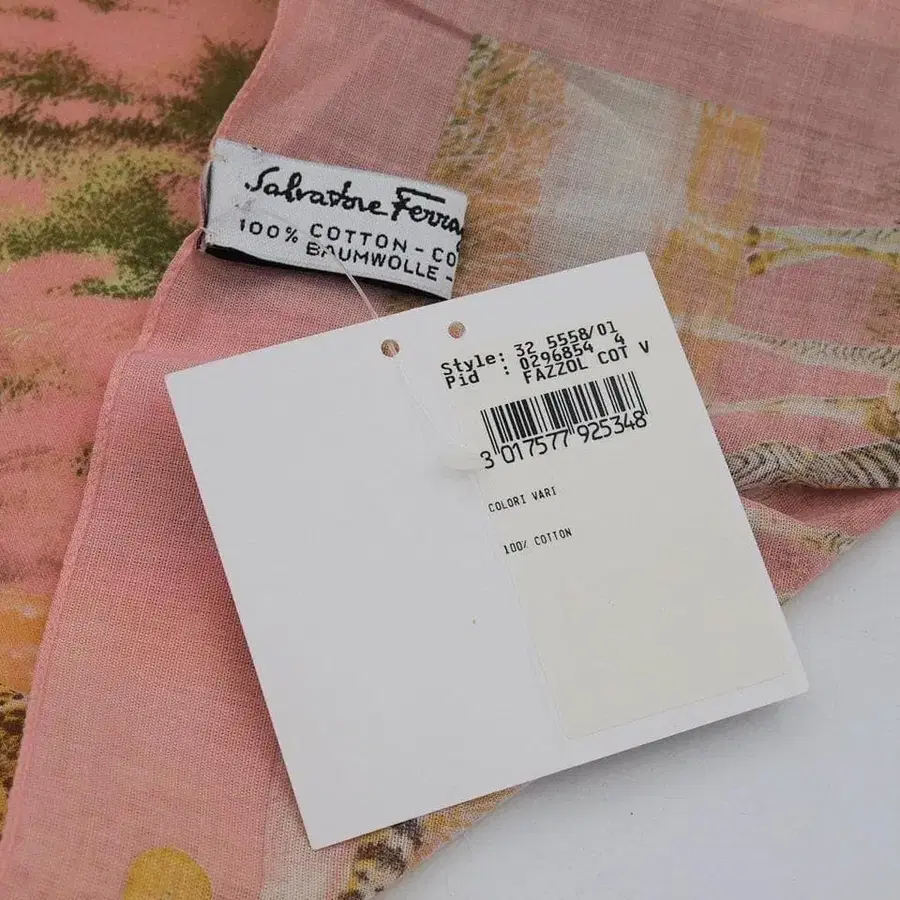 Salvatore Ferra
100% COTTON - CO
BAUMWOLLE -
Style: 32 5558/01
Pid : 0296854 4
FAZZOL COT V
3 017577 925348
COLORI VARI
100% COTTON